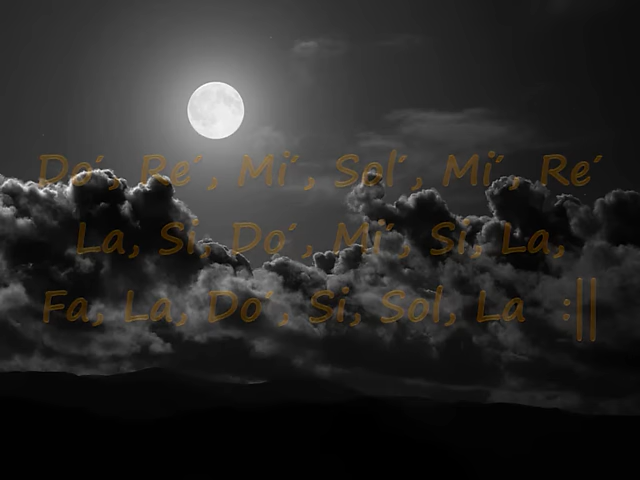 Do´, Re´, Mi´, Sol´, Mi´, Re´
La, Si, Do´, Mi´, Si, La,
Fa, La, Do´, Si, Sol, La :||